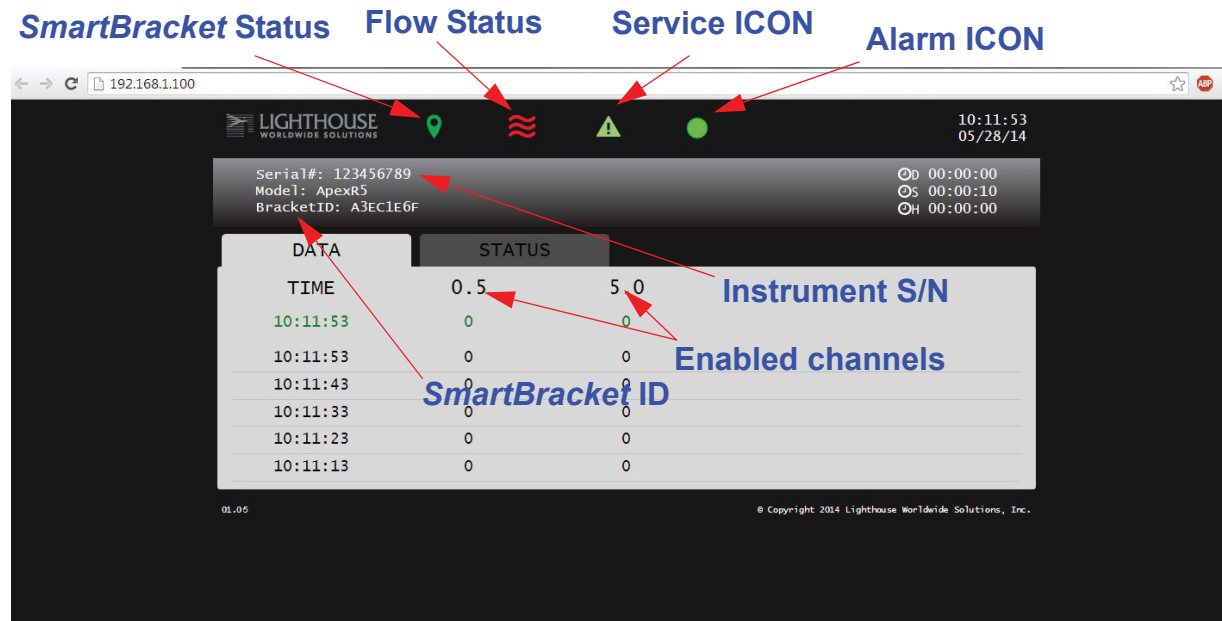 SmartBracket Status
Flow Status
Service ICON
Alarm ICON
192.168.1.100
ABP
LIGHTHOUSE
WORLDWIDE SOLUTIONS
10:11:53
05/28/14
Serial#: 123456789
Model: ApexR5
BracketID: A3EC1E6F
D 00:00:00
S 00:00:10
H 00:00:00
DATA STATUS
TIME 0.5 5.0
Instrument S/N
10:11:53 0 0
Enabled channels
10:11:53 0 0
10:11:43 0 0
SmartBracket ID
10:11:33 0 0
10:11:23 0 0
10:11:13 0 0
01.06 © Copyright 2014 Lighthouse Worldwide Solutions, Inc.